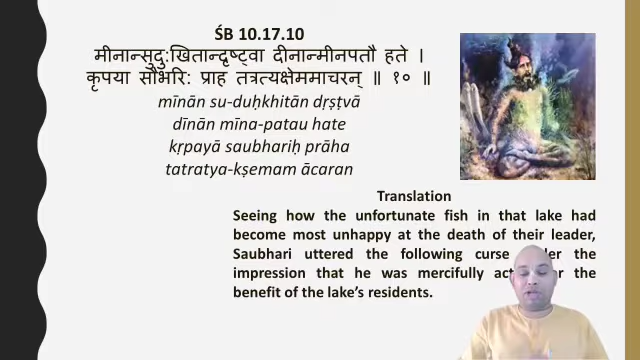 ŚB 10.17.10
मीनान्सुदु:खितान्दृष्ट्वा दीनान्मीनपतौ हते ।
कृपया सौभरि: प्राह तत्रत्यक्षेममाचरन् ॥ १० ॥
mīnān su-duḥkhitān dṛṣṭvā
dīnān mīna-patau hate
kṛpayā saubhariḥ prāha
tatratya-kṣemam ācaran
Translation
Seeing how the unfortunate fish in that lake had
become most unhappy at the death of their leader,
Saubhari uttered the following curse
impression that he was mercifully the
benefit of the lake's residents.